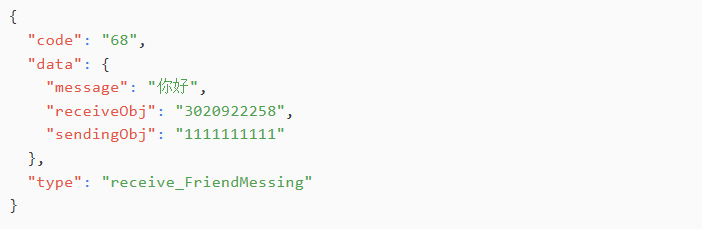 {
  "code": "68",
  "data": {
    "message": "你好",
    "receiveObj": "3020922258",
    "sendingObj": "1111111111"
  },
  "type": "receive_FriendMessing"
}